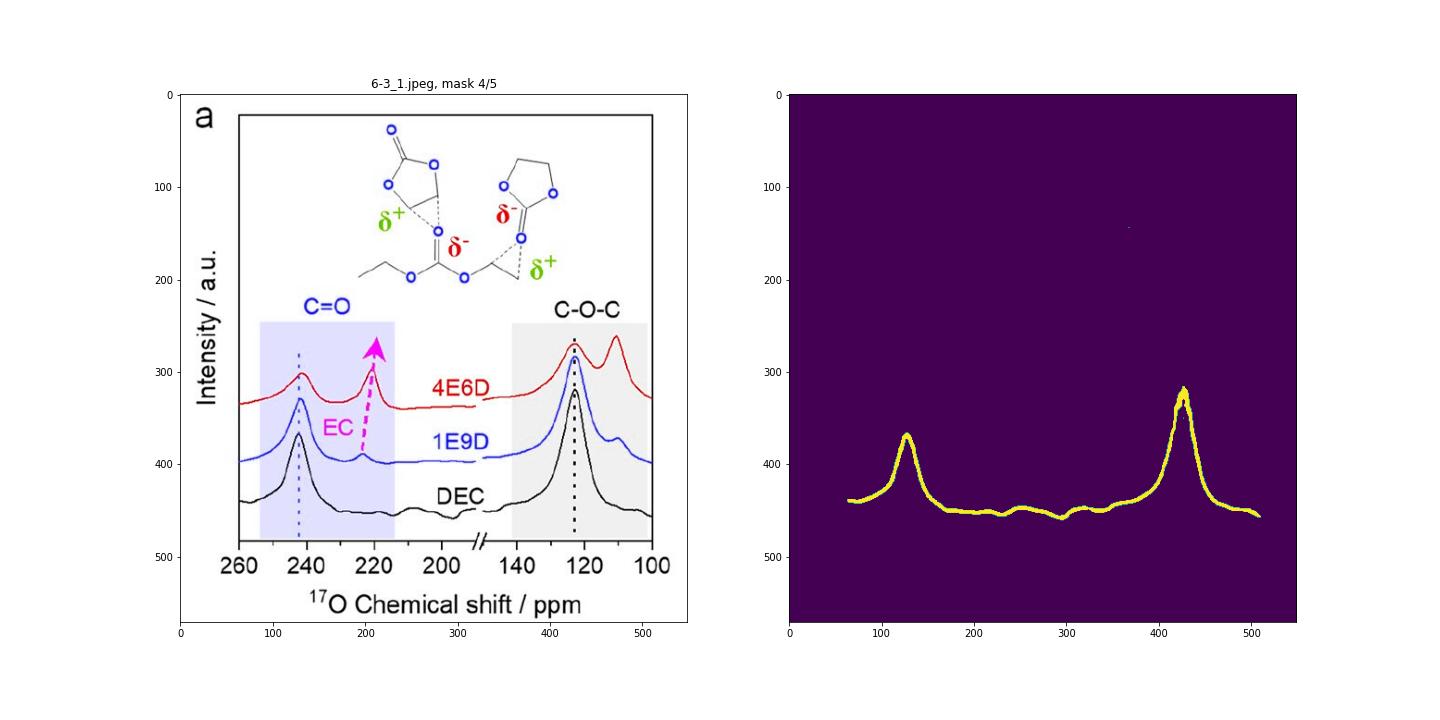 6-3_1.jpeg, mask 4/5
a
O
O
O
O
O
δ+
δ-
O
O
δ-
O
O
δ+
C=O
C-O-C
Intensity / a.u.
4E6D
EC
1E9D
DEC
260 240 220 200 140 120 100
17O Chemical shift / ppm
0
100
200
300
400
500
0 100 200 300 400 500
0
100
200
300
400
500
0 100 200 300 400 500